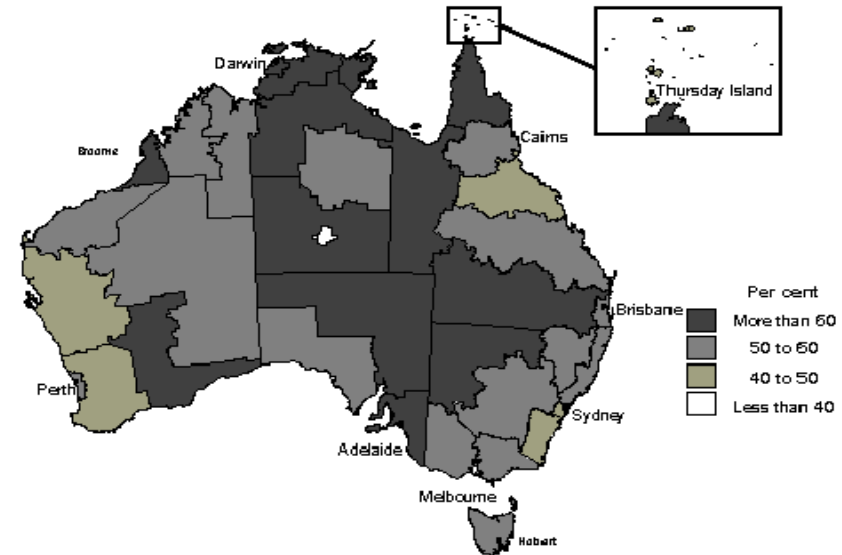 Darwin
Thursday Island
Cairns
Broome
Per cent
Brisbane
More than 60
50 to 60
Perth
40 to 50
Sydney
Less than 40
Adelaide
Melbourne
Hobart